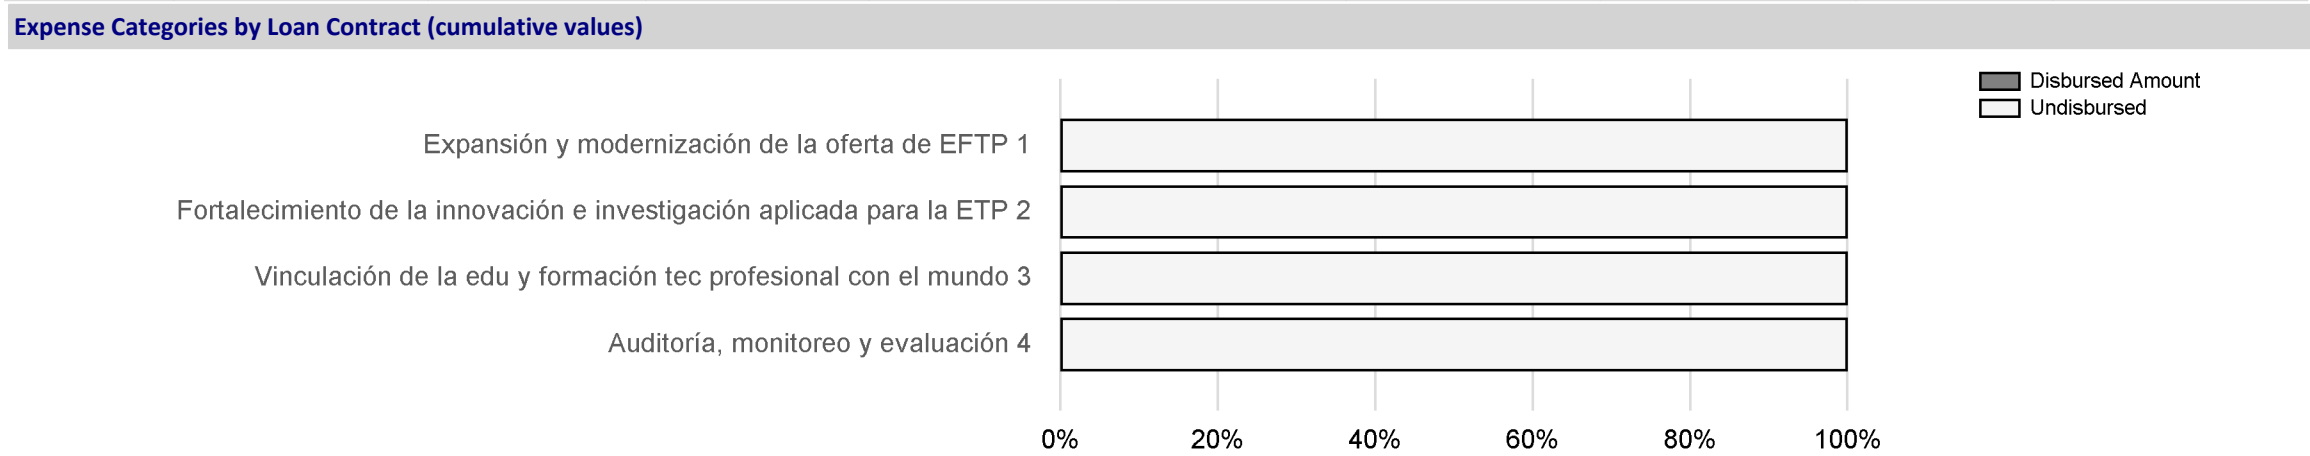 Expense Categories by Loan Contract (cumulative values)
Disbursed Amount
Undisbursed
Expansión y modernización de la oferta de EFTP 1
Fortalecimiento de la innovación e investigación aplicada para la ETP 2
Vinculación de la edu y formación tec profesional con el mundo 3
Auditoría, monitoreo y evaluación 4
0% 20% 40% 60% 80% 100%